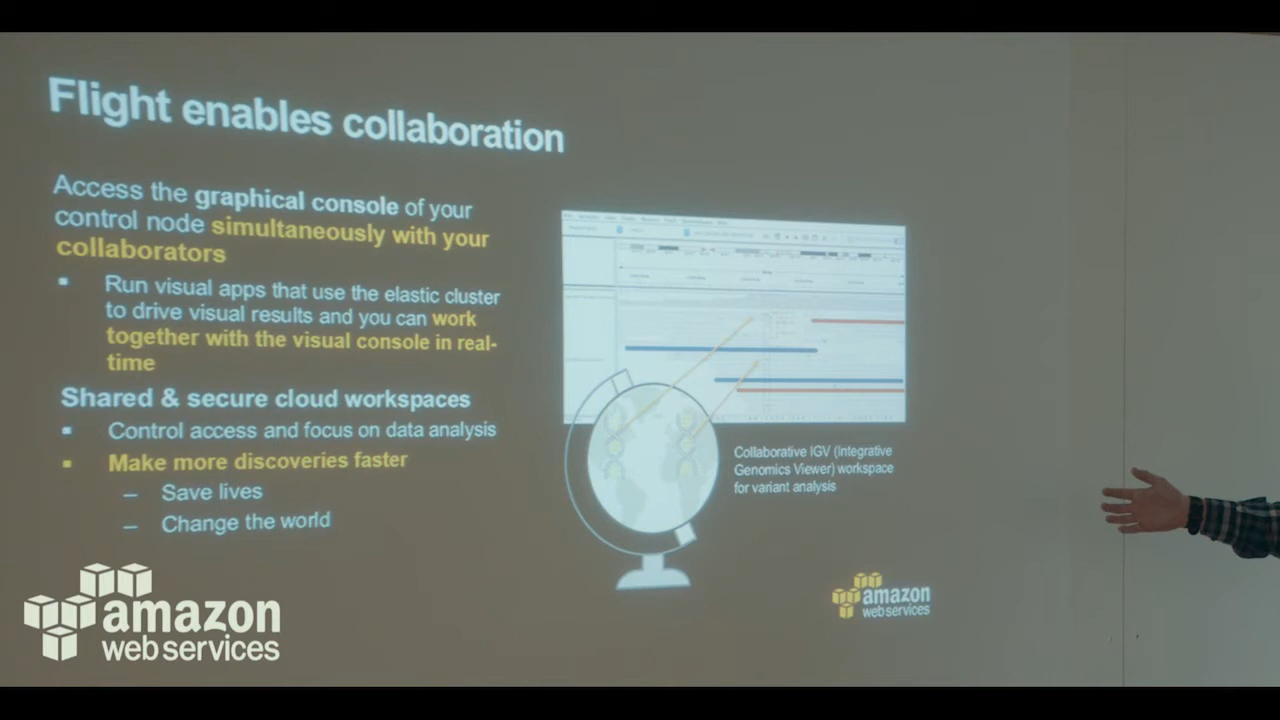 Flight enables collaboration
Access the graphical console of your
control node simultaneously with your
collaborators
Run visual apps that use the elastic cluster
to drive visual results and you can work
together with the visual console in real-
time
Shared & secure cloud workspaces
Control access and focus on data analysis
Make more discoveries faster
– Save lives
– Change the world
Collaborative IGV (Integrative
Genomics Viewer) workspace
for variant analysis
amazon
web services
amazon
web services